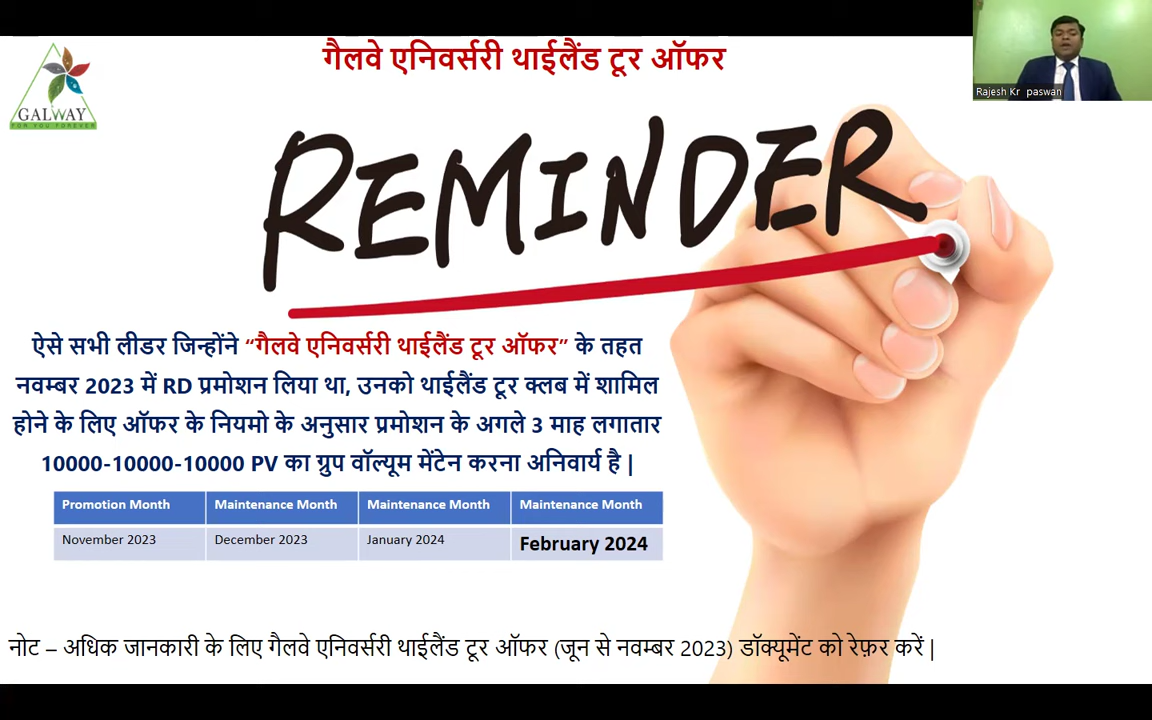 गैलवे एनिवर्सरी थाईलैंड टूर ऑफर
GALWAY
FOR YOU FOREVER
Rajesh Kr paswan
REMINDER
ऐसे सभी लीडर जिन्होंने “गैलवे एनिवर्सरी थाईलैंड टूर ऑफर” के तहत
नवम्बर 2023 में RD प्रमोशन लिया था, उनको थाईलैंड टूर क्लब में शामिल
होने के लिए ऑफर के नियमो के अनुसार प्रमोशन के अगले 3 माह लगातार
10000-10000-10000 PV का ग्रुप वॉल्यूम मेंटेन करना अनिवार्य है |
Promotion Month Maintenance Month Maintenance Month Maintenance Month
November 2023 December 2023 January 2024 February 2024
नोट – अधिक जानकारी के लिए गैलवे एनिवर्सरी थाईलैंड टूर ऑफर (जून से नवम्बर 2023) डॉक्यूमेंट को रेफ़र करें |